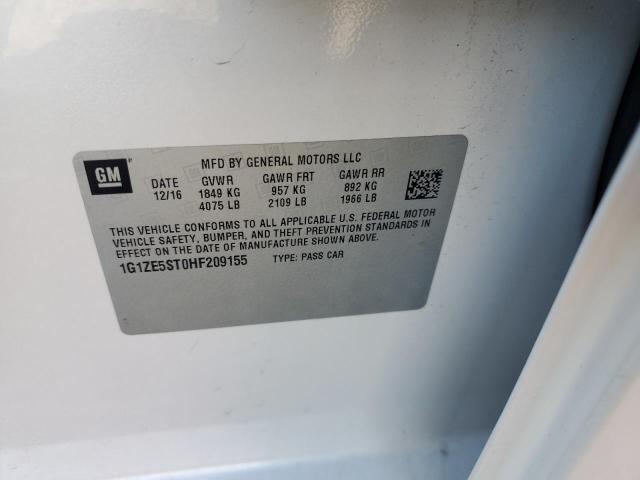 GM
MFD BY GENERAL MOTORS LLC
DATE GVWR GAWR FRT GAWR RR
12/16 1849 KG 957 KG 892 KG
4075 LB 2109 LB 1966 LB
THIS VEHICLE CONFORMS TO ALL APPLICABLE U.S. FEDERAL MOTOR
VEHICLE SAFETY, BUMPER, AND THEFT PREVENTION STANDARDS IN
EFFECT ON THE DATE OF MANUFACTURE SHOWN ABOVE.
1G1ZE5ST0HF209155 TYPE: PASS CAR